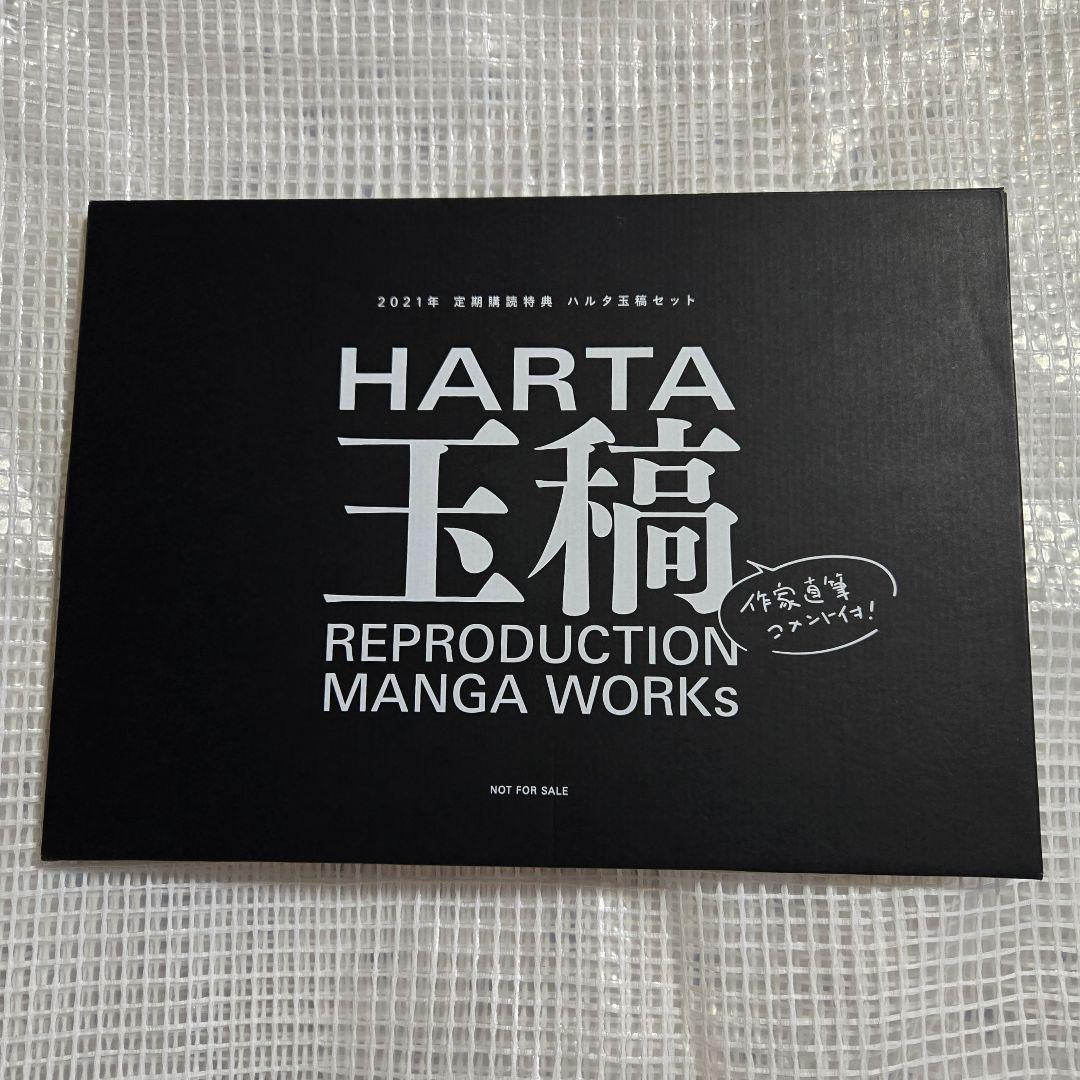 2021年 定期購読特典 ハルタ玉稿セット
HARTA
玉稿
作家直筆
コメント付!
REPRODUCTION
MANGA WORKs
NOT FOR SALE